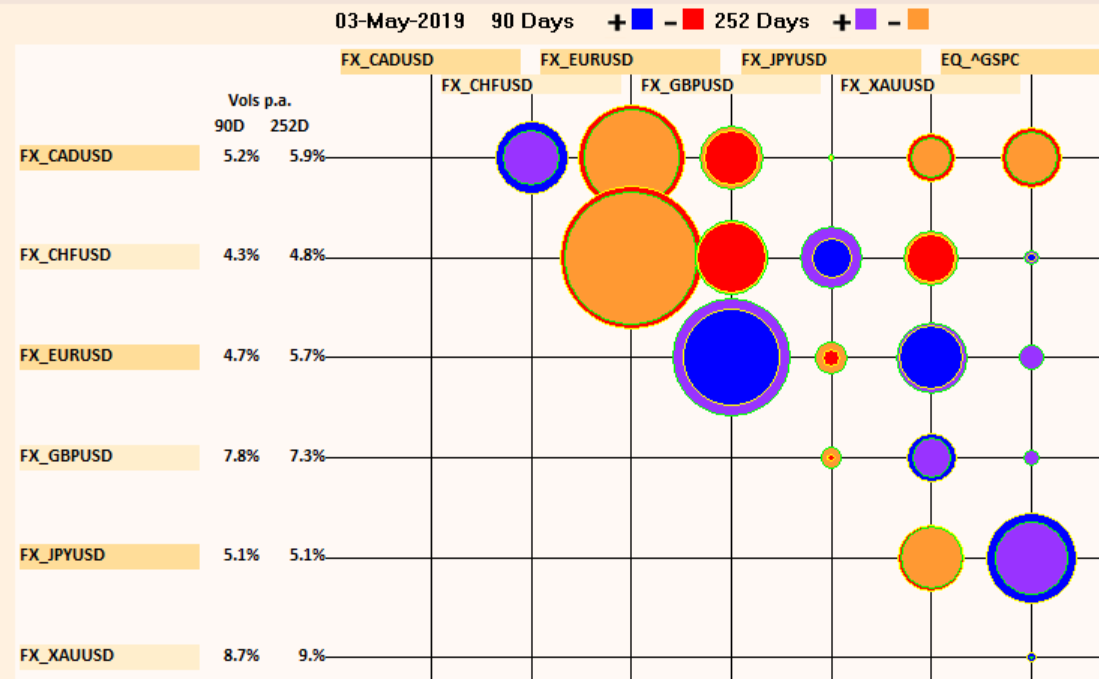 03-May-2019 90 Days + - 252 Days + -
FX_CADUSD FX_EURUSD FX_JPYUSD EQ_^GSPC
FX_CHFUSD FX_GBPUSD FX_XAUUSD
Vols p.a.
90D 252D
FX_CADUSD 5.2% 5.9%
FX_CHFUSD 4.3% 4.8%
FX_EURUSD 4.7% 5.7%
FX_GBPUSD 7.8% 7.3%
FX_JPYUSD 5.1% 5.1%
FX_XAUUSD 8.7% 9.%